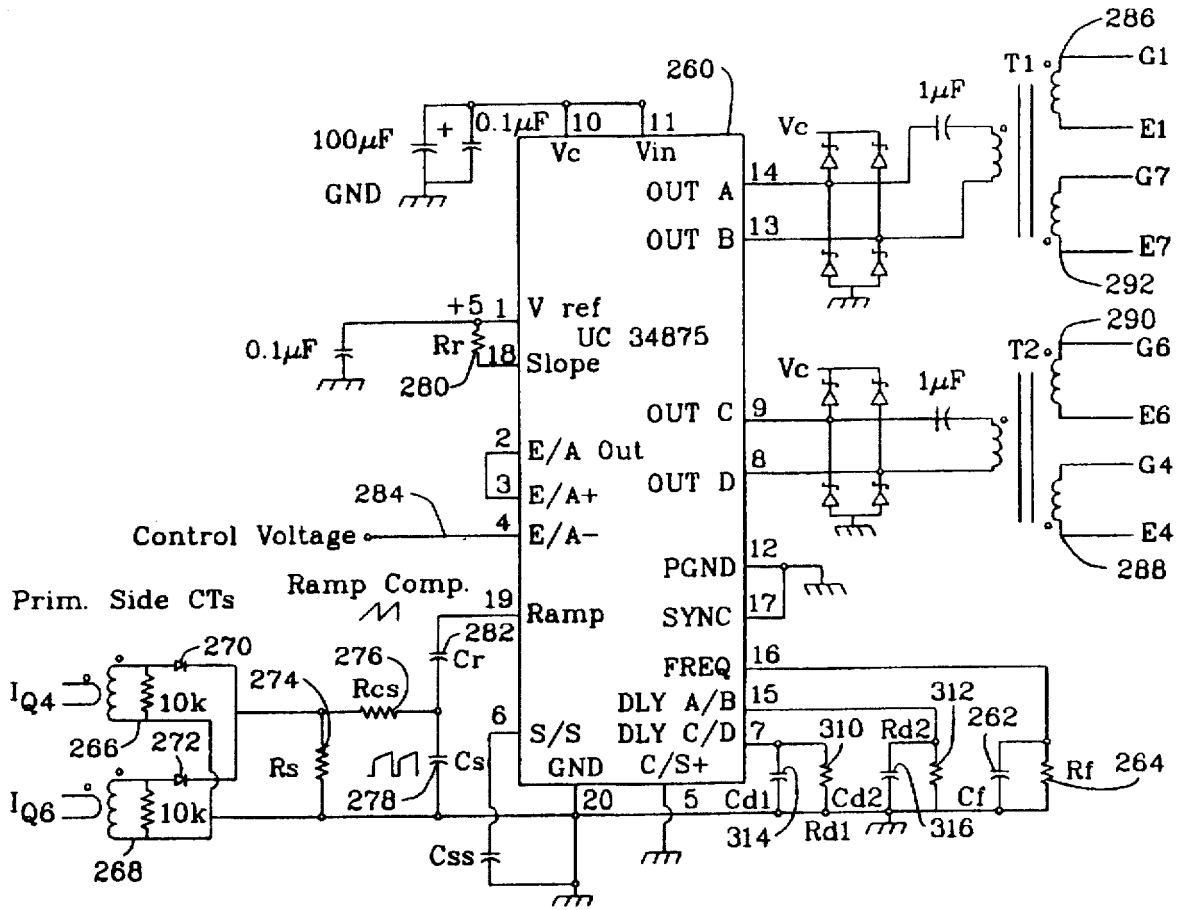 286
G1
T1
260
1μF
E1
100μF
+
0.1μF
10
11
Vc
Vin
Vc
GND
14
OUT A
G7
13
OUT B
E7
292
+5
1
V ref
UC 34875
290
G6
0.1μF
Rr
18
Slope
T2
280
Vc
1μF
9
OUT C
E6
2
E/A Out
8
OUT D
G4
3
E/A+
284
4
E/A-
Control Voltage
E4
12
PGND
288
Ramp Comp.
Prim. Side CTs
19
Ramp
17
SYNC
270
282
276
Cr
16
FREQ
274
Rcs
IQ4
10k
15
DLY A/B
312
266
6
S/S
7
DLY C/D
310
Rd2
262
272
Rs
Cs
GND
C/S+
Rf
264
IQ6
10k
278
20
5
Cd1
Cd2
Cf
314
Rd1
316
268
Css